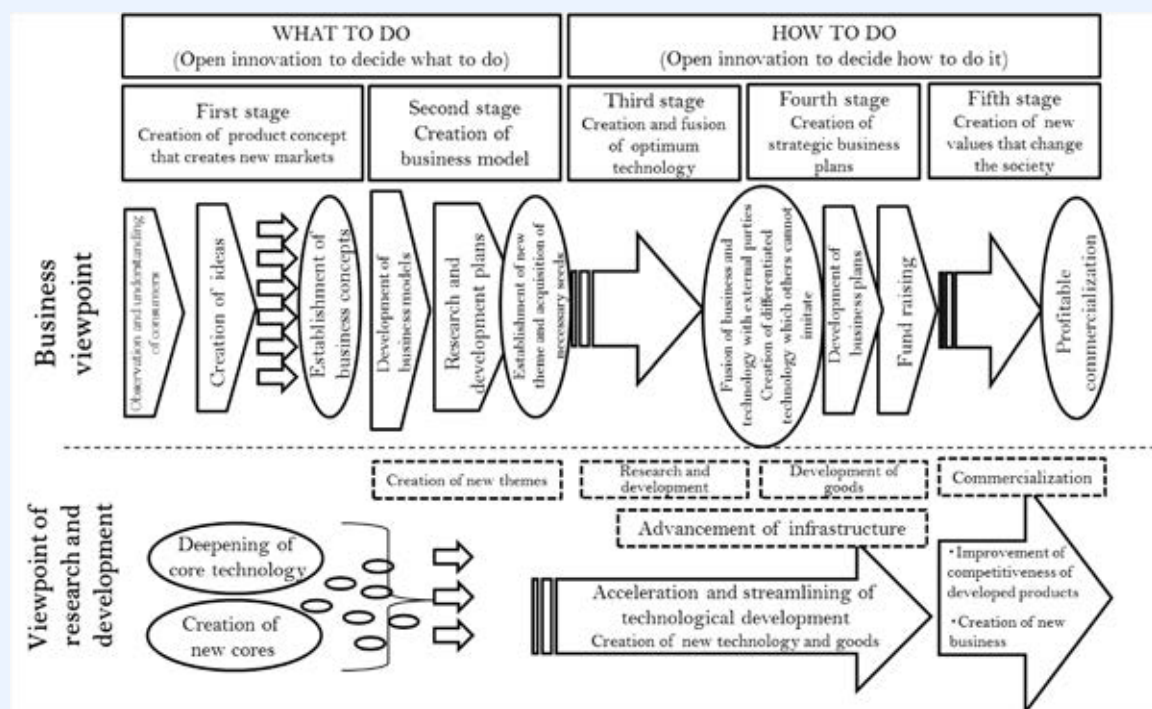 WHAT TO DO
(Open innovation to decide what to do)
HOW TO DO
(Open innovation to decide how to do it)
First stage
Creation of product concept
that creates new markets
Second stage
Creation of
business model
Third stage
Creation and fusion
of optimum
technology
Fourth stage
Creation of
strategic business
plans
Fifth stage
Creation of new
values that change
the society
Business
viewpoint
Observation and understanding
of consumers
Creation of ideas
Establishment of
business concepts
Development of
business models
Research and
development plans
Establishment of new
theme and acquisition of
necessary seeds
Fusion of business and
technology with external parties
Creation of differentiated
technology which others cannot
imitate
Development of
business plans
Fund raising
Profitable
commercialization
Viewpoint of
research and
development
Creation of new themes
Research and
development
Development of
goods
Commercialization
Advancement of infrastructure
Deepening of
core technology
Creation of
new cores
Acceleration and streamlining of
technological development
Creation of new technology and goods
・Improvement of
competitiveness of
developed products
・Creation of new
business